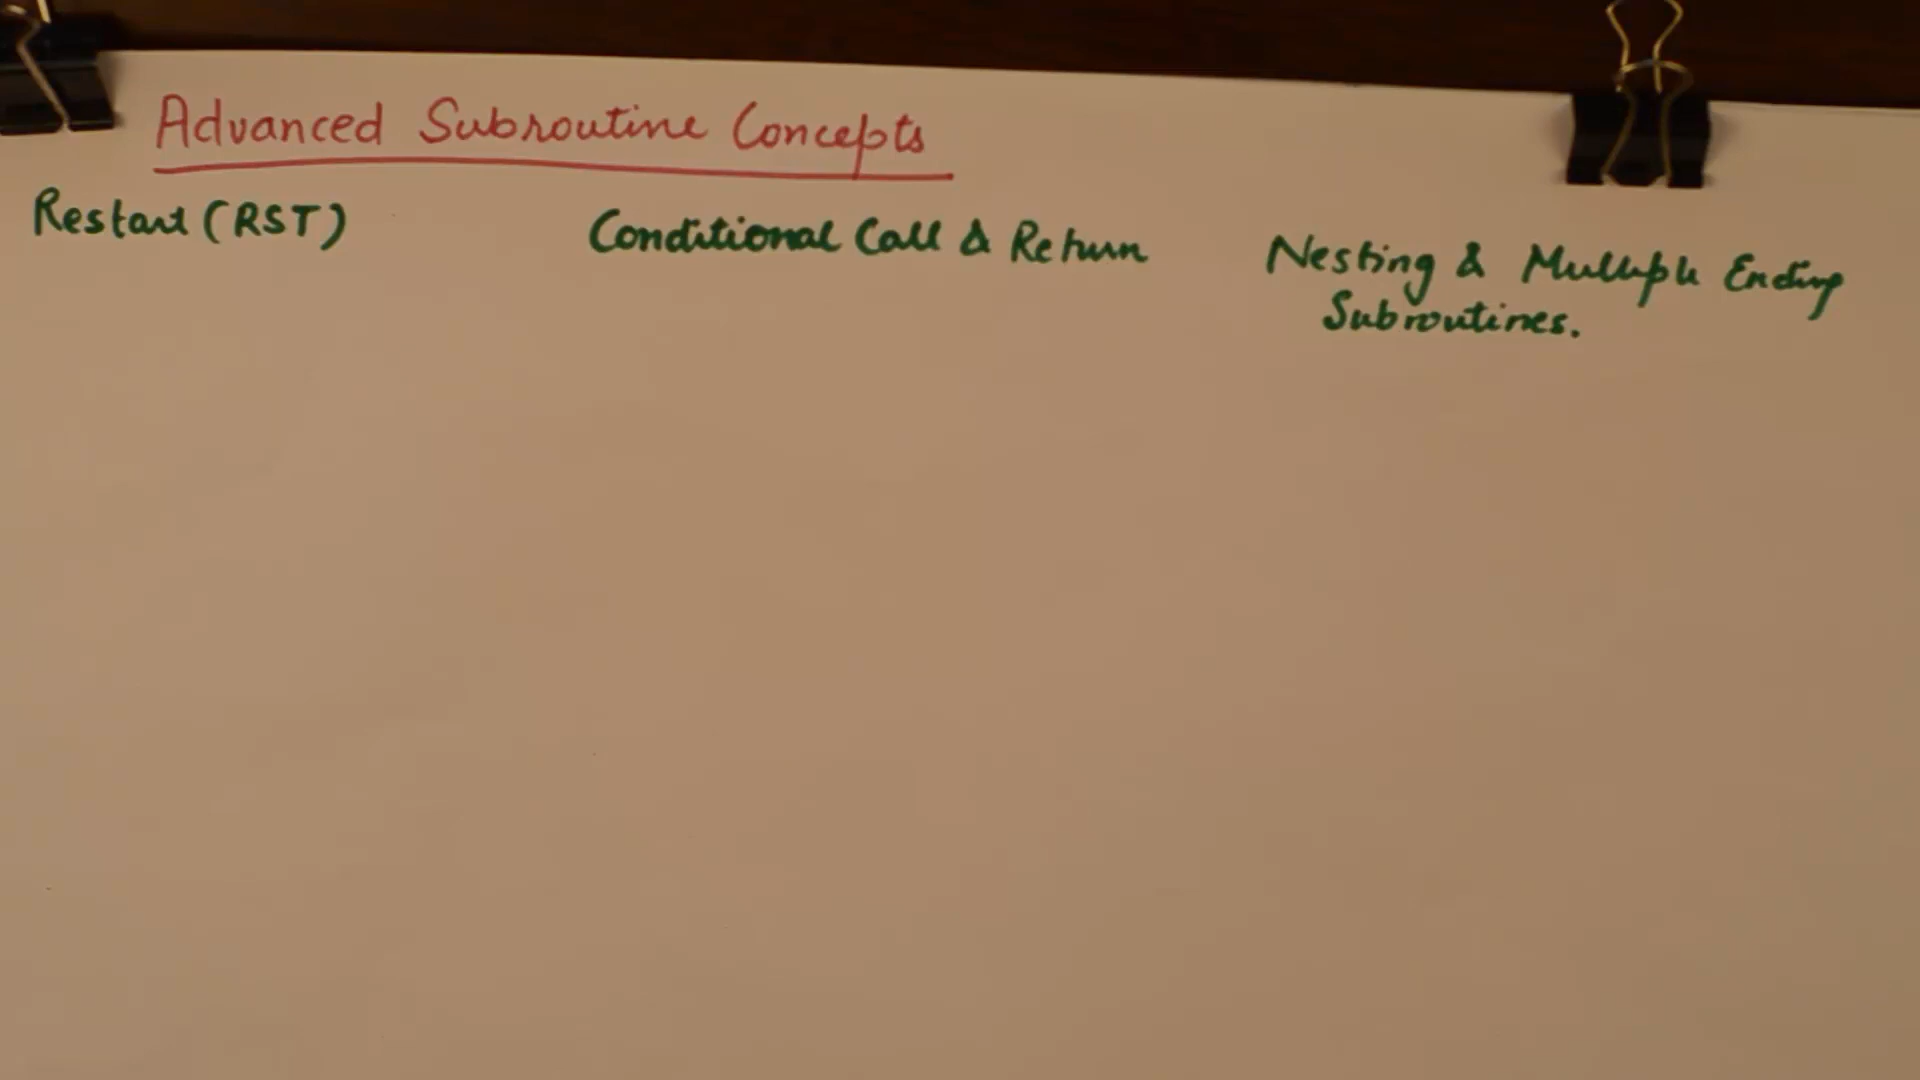 Advanced Subroutine Concepts
Restart (RST)
Conditional Call & Return
Nesting & Multiple Ending
Subroutines.